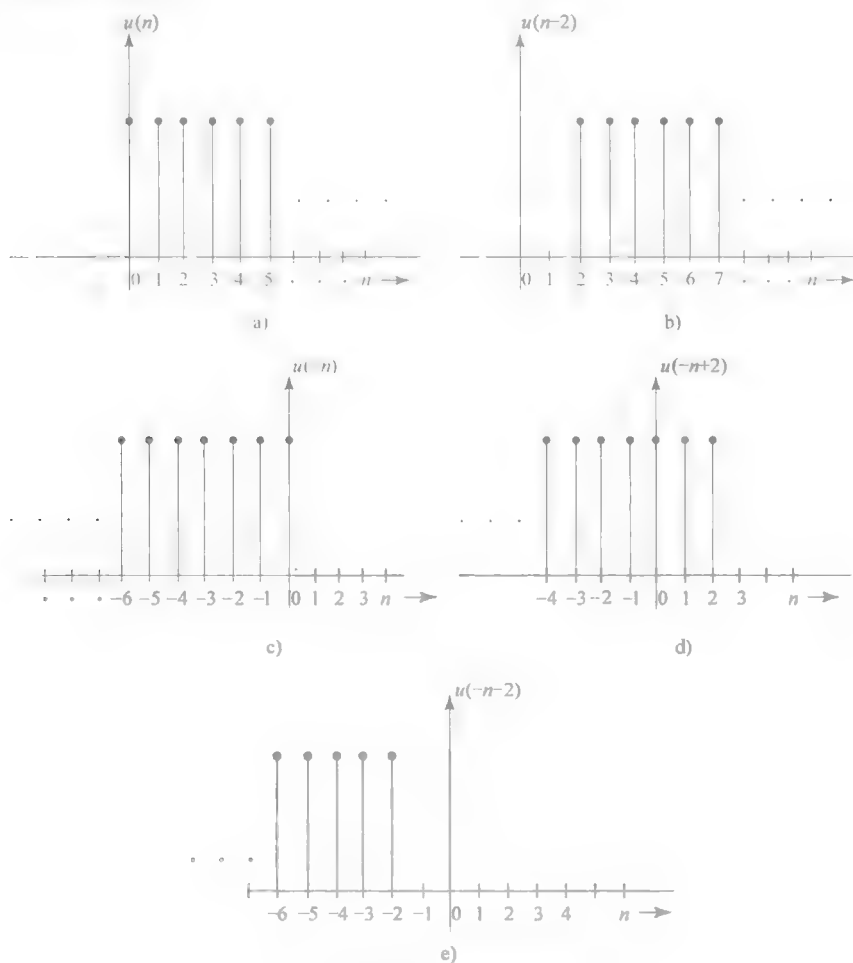 u(n)
u(n−2)
0 1 2 3 4 5 . . . n
0 1 2 3 4 5 6 7 . . . n
a)
b)
u(−n)
u(−n+2)
. . . −6 −5 −4 −3 −2 −1 0 1 2 3 n
−4 −3 −2 −1 0 1 2 3 n
c)
d)
u(−n−2)
−6 −5 −4 −3 −2 −1 0 1 2 3 4 n
e)